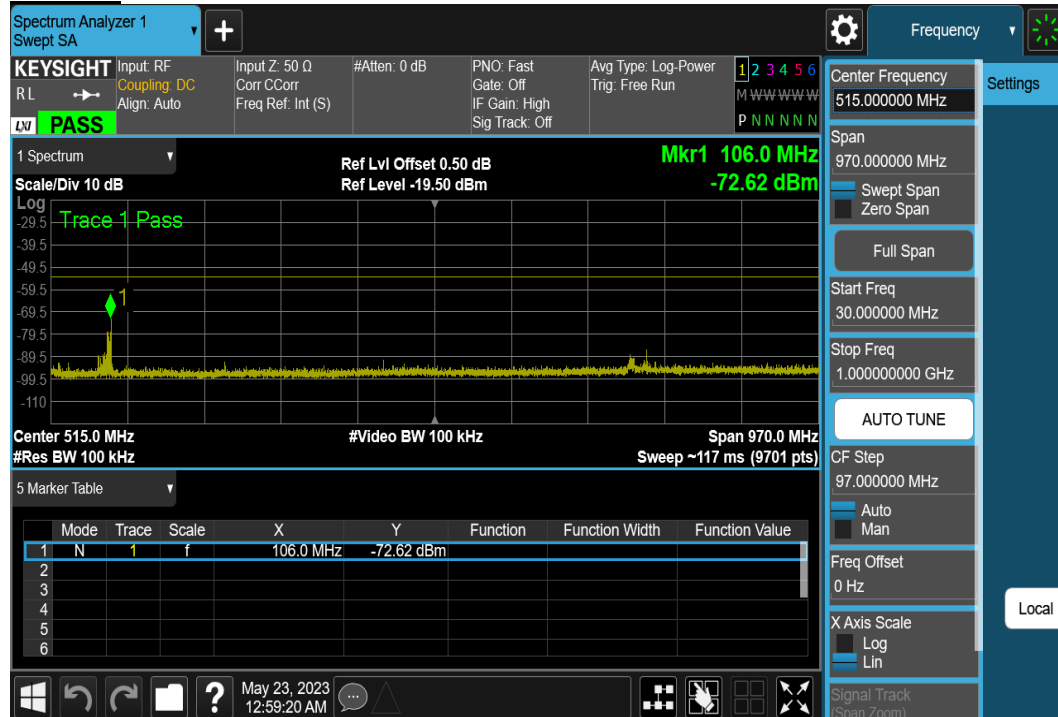 Spectrum Analyzer 1
Swept SA
Frequency
KEYSIGHT
RL
LXI PASS
Input: RF
Coupling: DC
Align: Auto
Input Z: 50 Ω
Corr CCorr
Freq Ref: Int (S)
#Atten: 0 dB
PNO: Fast
Gate: Off
IF Gain: High
Sig Track: Off
Avg Type: Log-Power
Trig: Free Run
1 2 3 4 5 6
M W W W W W
P N N N N N
1 Spectrum
Scale/Div 10 dB
Ref Lvl Offset 0.50 dB
Ref Level -19.50 dBm
Mkr1 106.0 MHz
-72.62 dBm
Log
Trace 1 Pass
-29.5
-39.5
-49.5
-59.5
-69.5
-79.5
-89.5
-99.5
-110
1
Center 515.0 MHz
#Res BW 100 kHz
#Video BW 100 kHz
Span 970.0 MHz
Sweep ~117 ms (9701 pts)
5 Marker Table
Mode Trace Scale X Y Function Function Width Function Value
1 N 1 f 106.0 MHz -72.62 dBm
2
3
4
5
6
May 23, 2023
12:59:20 AM
Center Frequency
515.000000 MHz
Span
970.000000 MHz
Swept Span
Zero Span
Full Span
Start Freq
30.000000 MHz
Stop Freq
1.000000000 GHz
AUTO TUNE
CF Step
97.000000 MHz
Auto
Man
Freq Offset
0 Hz
X Axis Scale
Log
Lin
Signal Track
(Span Zoom)
Settings
Local